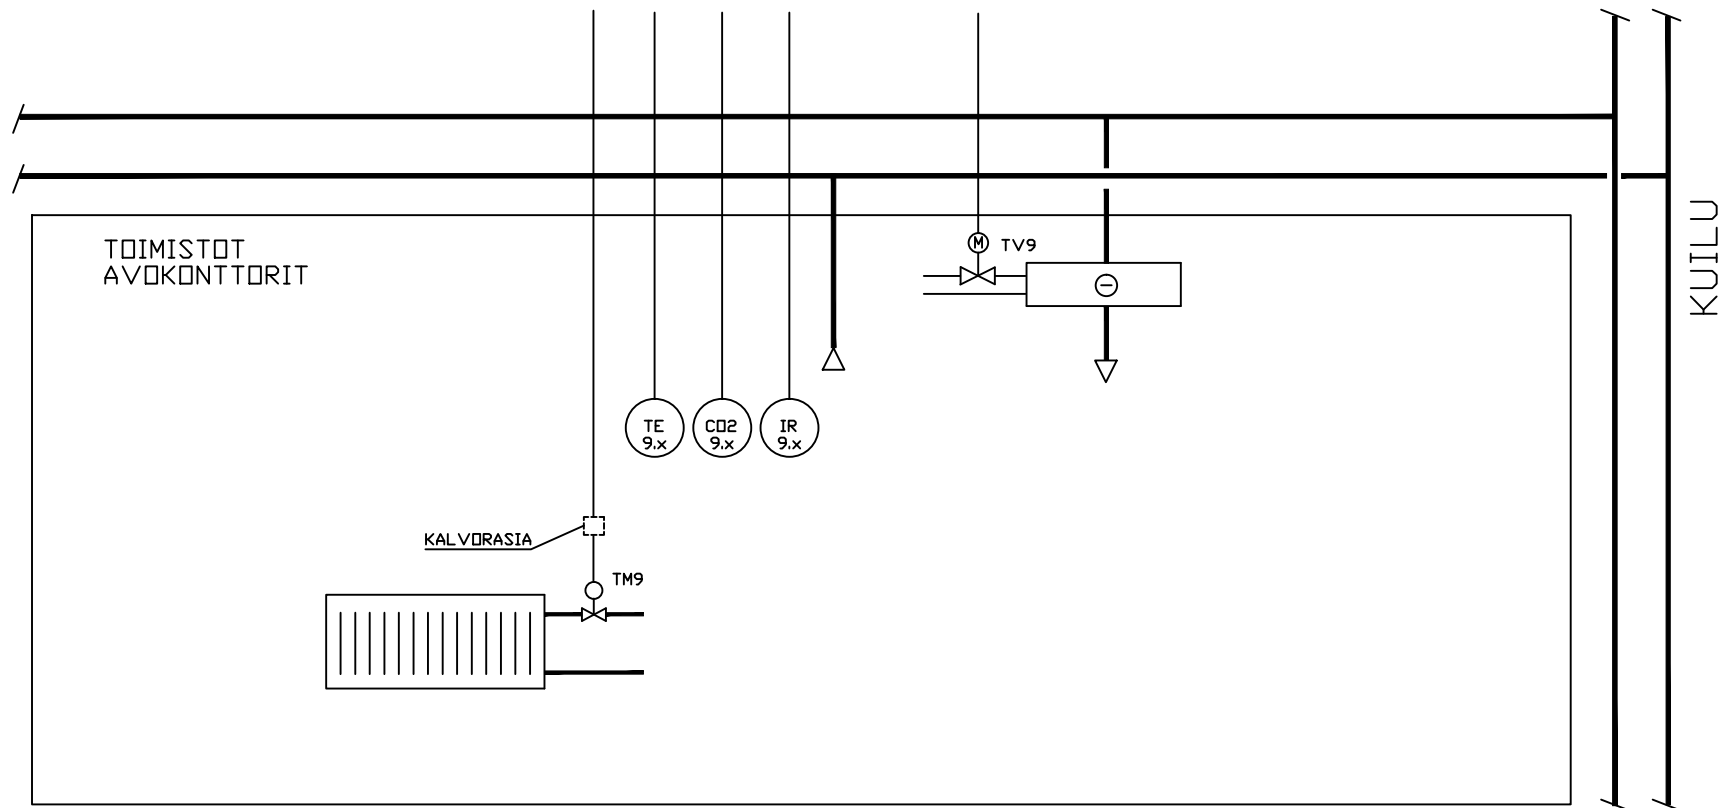 TOIMISTOT
AVOKONTTORIT
M
TV9
KUILU
TE
9.x
CO2
9.x
IR
9.x
KALVORASIA
TM9